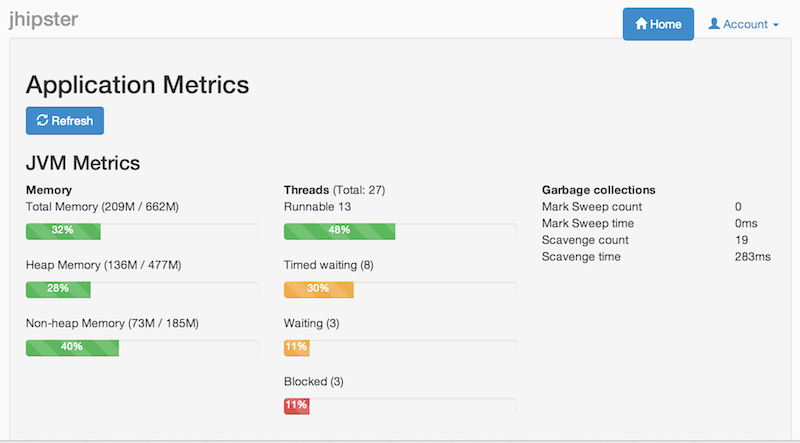 jhipster
Home
Account
Application Metrics
Refresh
JVM Metrics
Memory
Total Memory (209M / 662M)
32%
Heap Memory (136M / 477M)
28%
Non-heap Memory (73M / 185M)
40%
Threads (Total: 27)
Runnable 13
48%
Timed waiting (8)
30%
Waiting (3)
11%
Blocked (3)
11%
Garbage collections
Mark Sweep count 0
Mark Sweep time 0ms
Scavenge count 19
Scavenge time 283ms